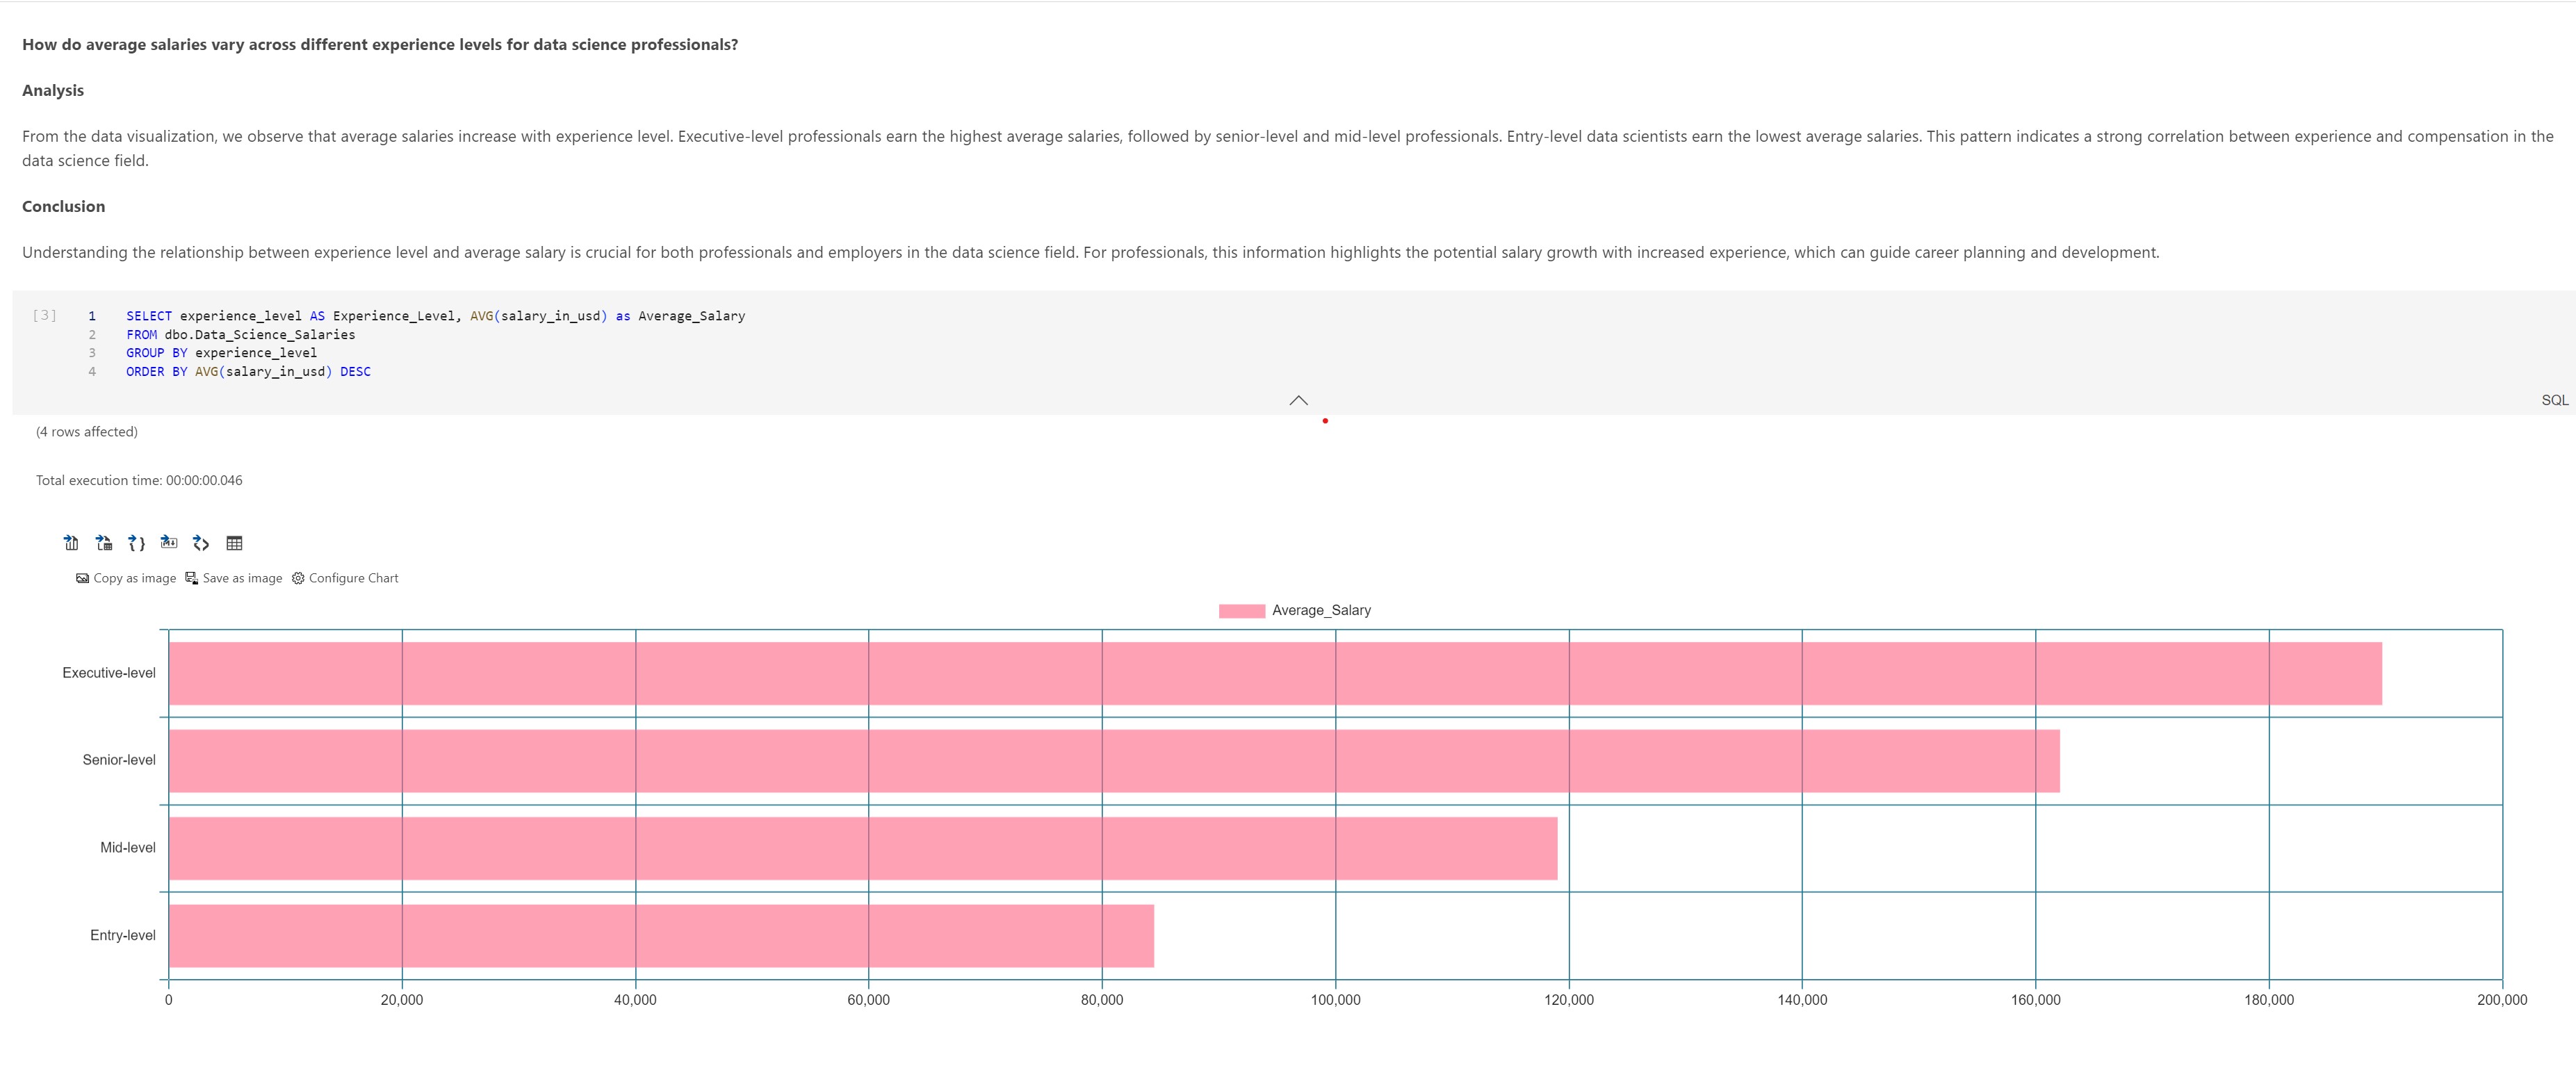 How do average salaries vary across different experience levels for data science professionals?
Analysis
From the data visualization, we observe that average salaries increase with experience level. Executive-level professionals earn the highest average salaries, followed by senior-level and mid-level professionals. Entry-level data scientists earn the lowest average salaries. This pattern indicates a strong correlation between experience and compensation in the
data science field.
Conclusion
Understanding the relationship between experience level and average salary is crucial for both professionals and employers in the data science field. For professionals, this information highlights the potential salary growth with increased experience, which can guide career planning and development.
[3] 1 SELECT experience_level AS Experience_Level, AVG(salary_in_usd) as Average_Salary
2 FROM dbo.Data_Science_Salaries
3 GROUP BY experience_level
4 ORDER BY AVG(salary_in_usd) DESC
SQL
(4 rows affected)
Total execution time: 00:00:00.046
Copy as image Save as image Configure Chart
Average_Salary
Executive-level
Senior-level
Mid-level
Entry-level
0 20,000 40,000 60,000 80,000 100,000 120,000 140,000 160,000 180,000 200,000